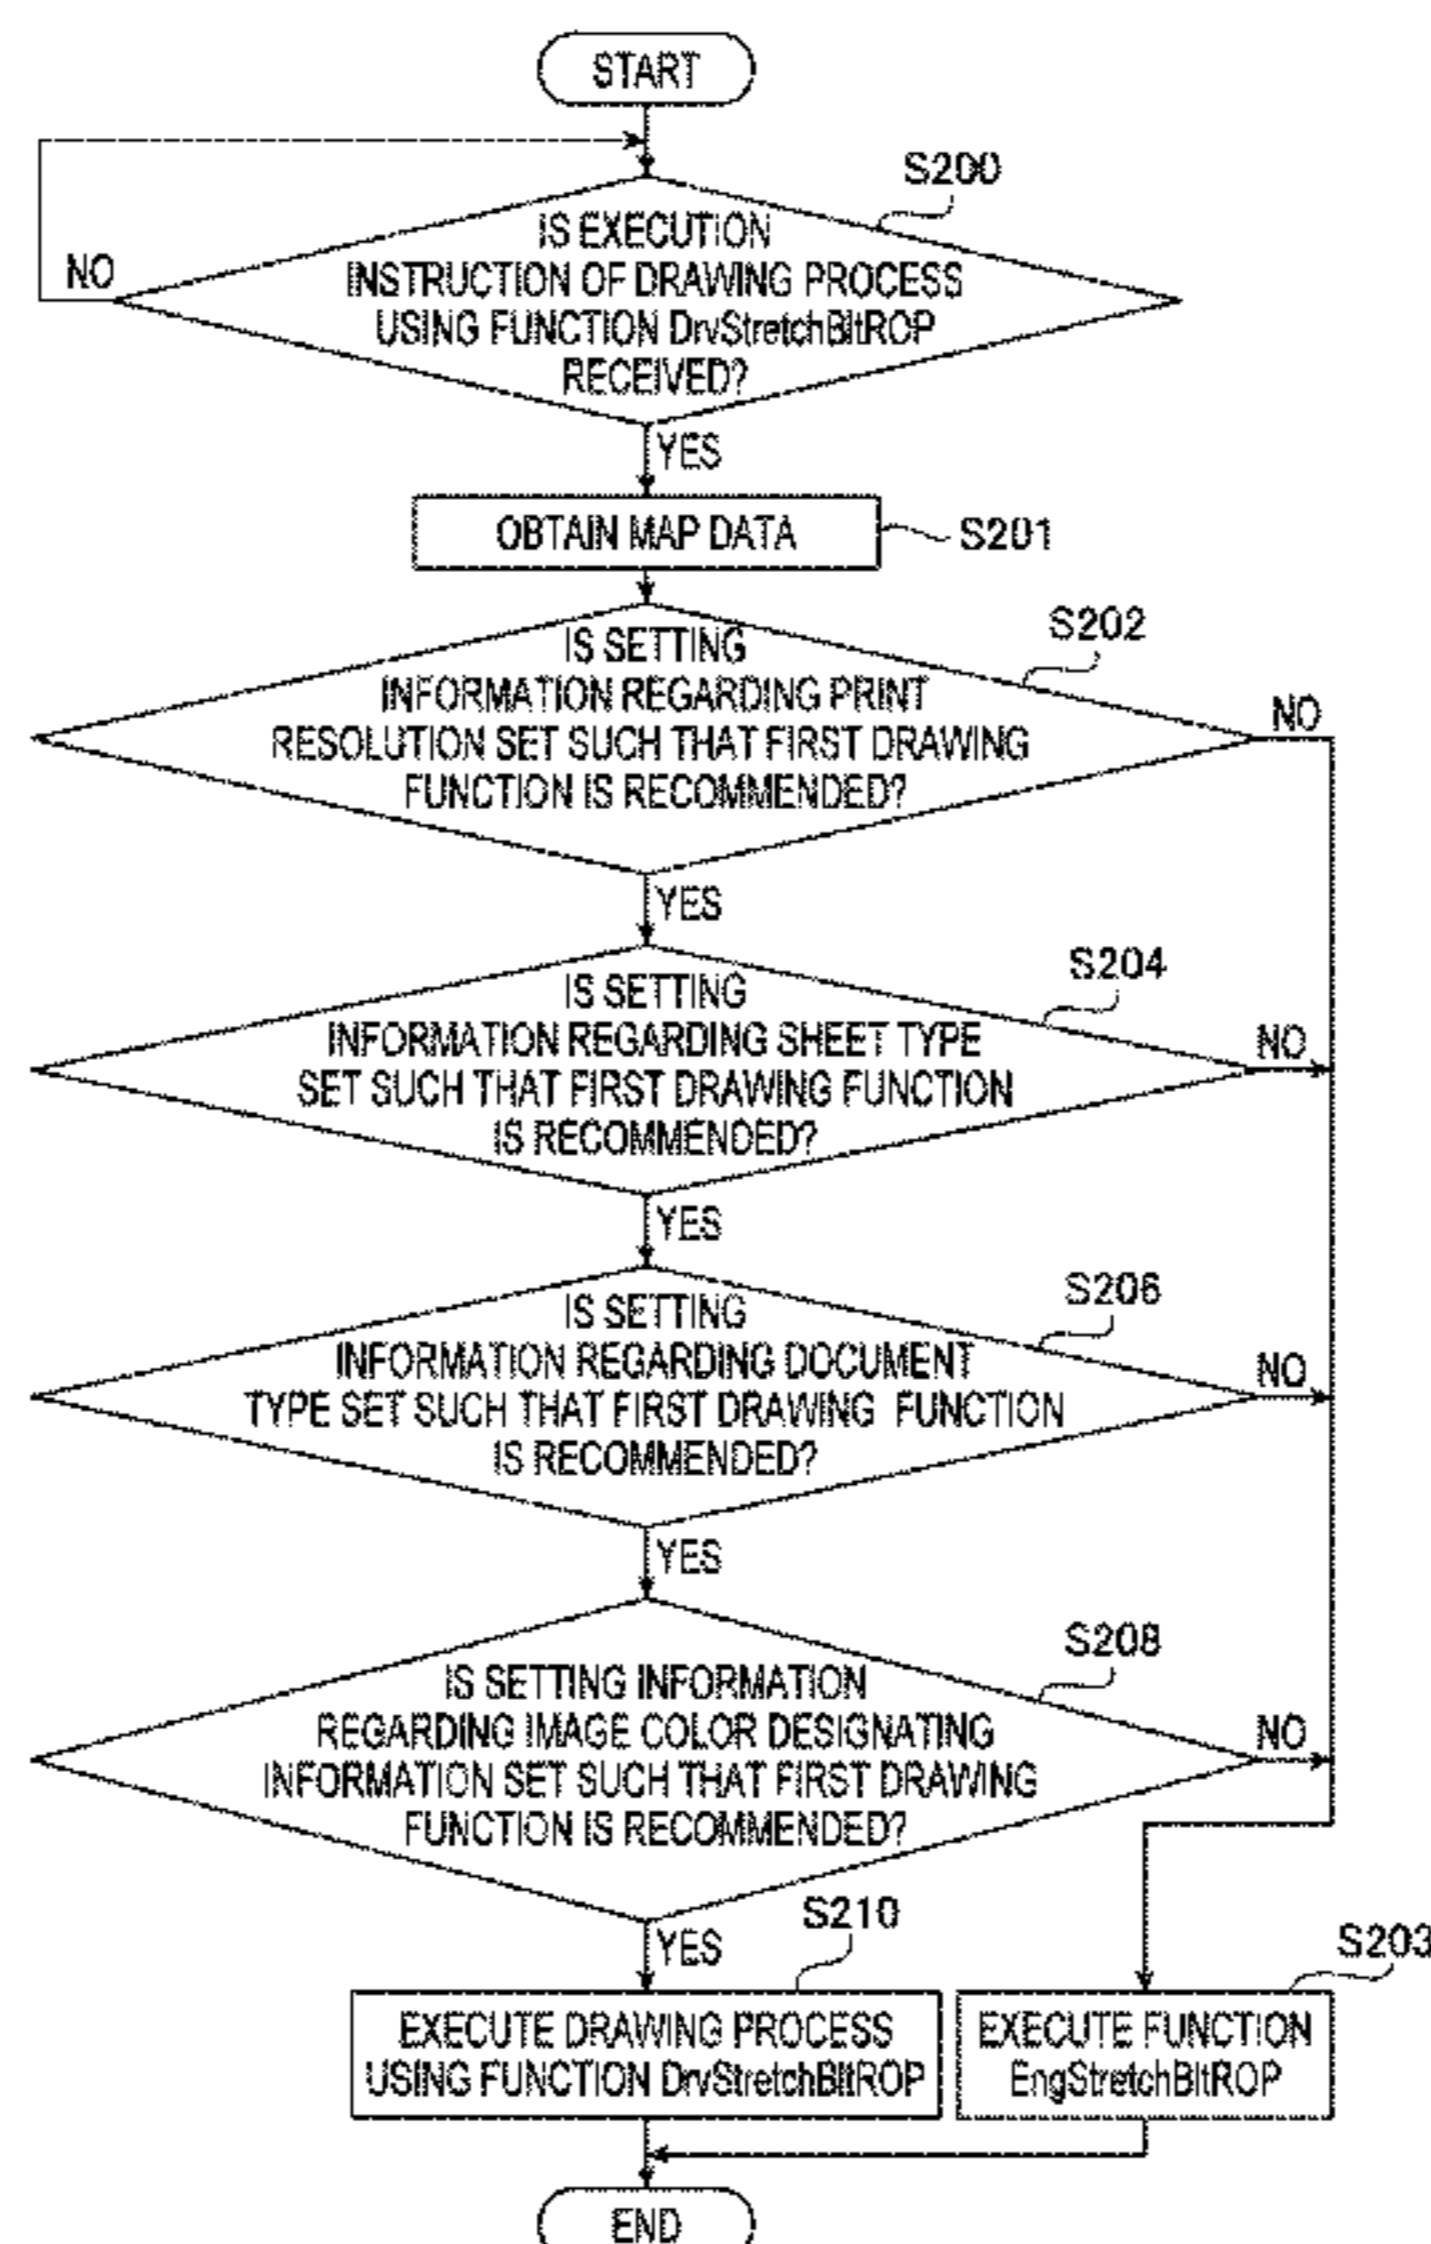 START
S200
IS EXECUTION
INSTRUCTION OF DRAWING PROCESS
USING FUNCTION DrvStretchBltROP
RECEIVED?
NO
YES
OBTAIN MAP DATA
S201
S202
IS SETTING
INFORMATION REGARDING PRINT
RESOLUTION SET SUCH THAT FIRST DRAWING
FUNCTION IS RECOMMENDED?
NO
YES
S204
IS SETTING
INFORMATION REGARDING SHEET TYPE
SET SUCH THAT FIRST DRAWING FUNCTION
IS RECOMMENDED?
NO
YES
S206
IS SETTING
INFORMATION REGARDING DOCUMENT
TYPE SET SUCH THAT FIRST DRAWING FUNCTION
IS RECOMMENDED?
NO
YES
S208
IS SETTING INFORMATION
REGARDING IMAGE COLOR DESIGNATING
INFORMATION SET SUCH THAT FIRST DRAWING
FUNCTION IS RECOMMENDED?
NO
YES
S210
EXECUTE DRAWING PROCESS
USING FUNCTION DrvStretchBltROP
S203
EXECUTE FUNCTION
EngStretchBltROP
END